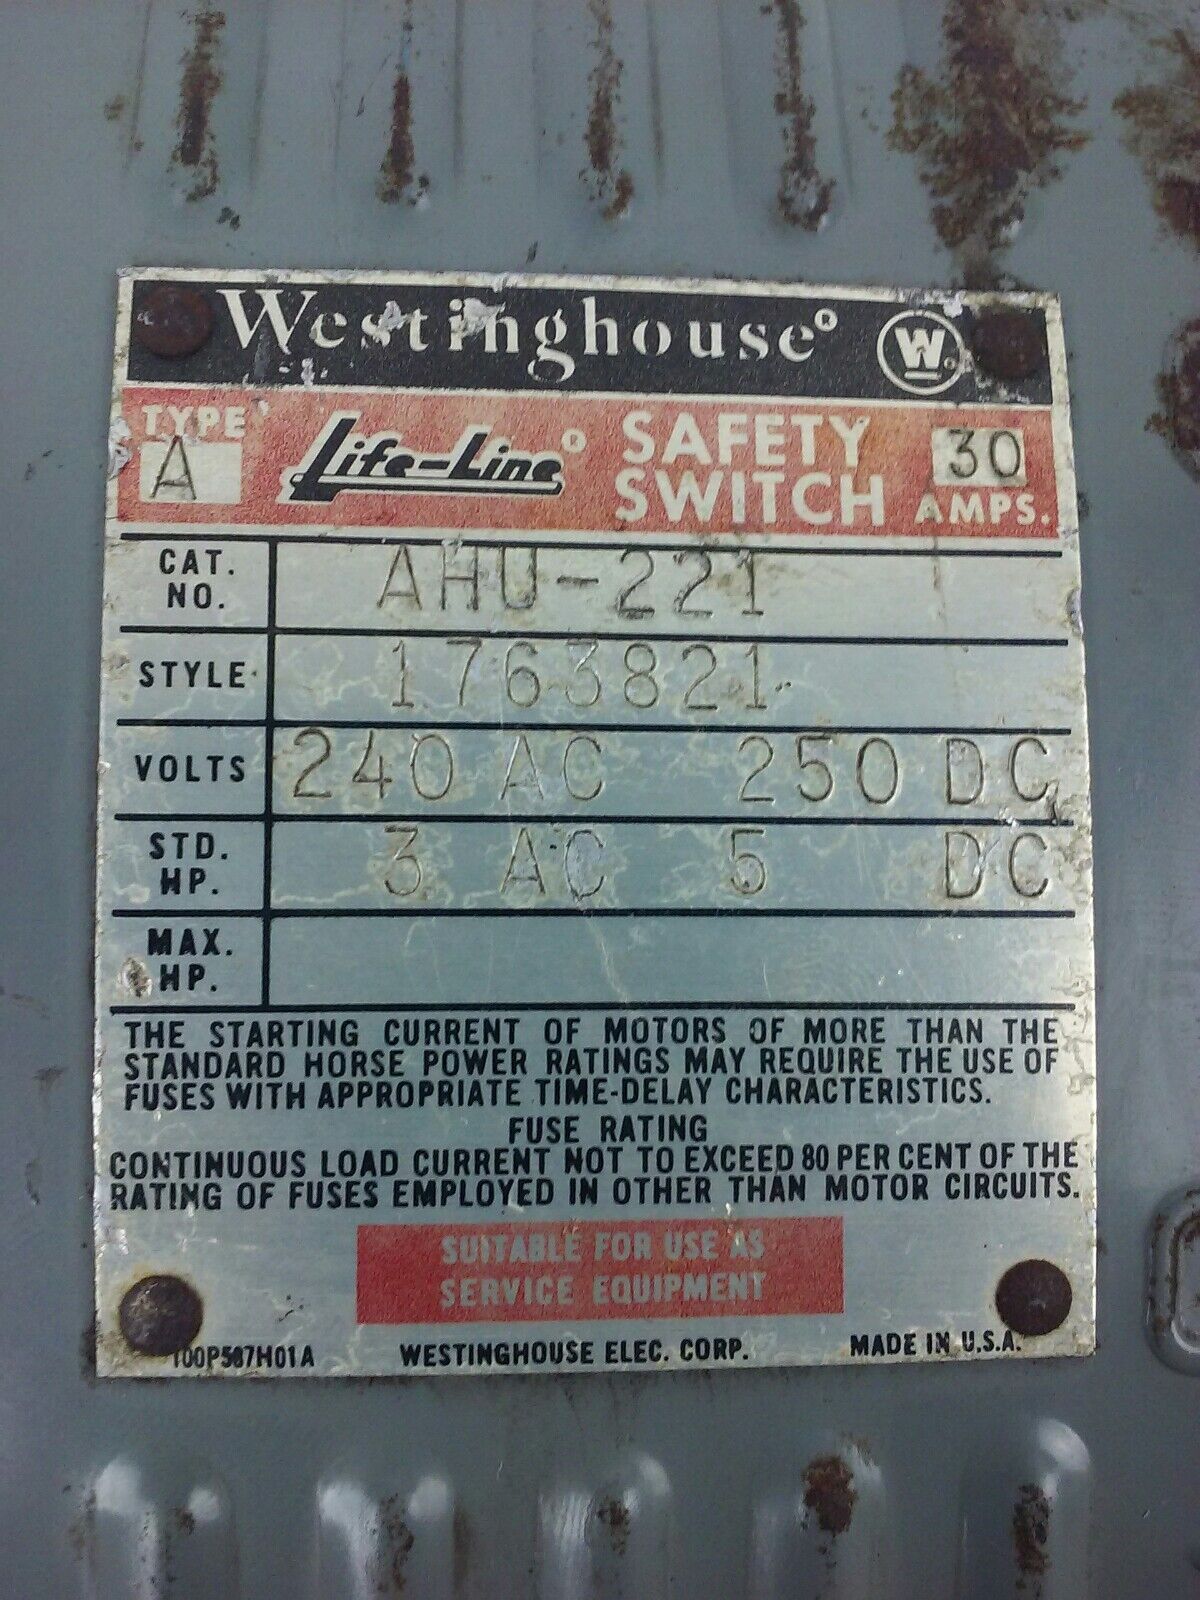 Westinghouse® W
TYPE A Life-Line® SAFETY SWITCH 30 AMPS.
CAT. NO. AHU-221
STYLE 1763821
VOLTS 240 AC 250 DC
STD. HP. 3 AC 5 DC
MAX. HP.
THE STARTING CURRENT OF MOTORS OF MORE THAN THE
STANDARD HORSE POWER RATINGS MAY REQUIRE THE USE OF
FUSES WITH APPROPRIATE TIME-DELAY CHARACTERISTICS.
FUSE RATING
CONTINUOUS LOAD CURRENT NOT TO EXCEED 80 PER CENT OF THE
RATING OF FUSES EMPLOYED IN OTHER THAN MOTOR CIRCUITS.
SUITABLE FOR USE AS
SERVICE EQUIPMENT
100P587H01A WESTINGHOUSE ELEC. CORP. MADE IN U.S.A.